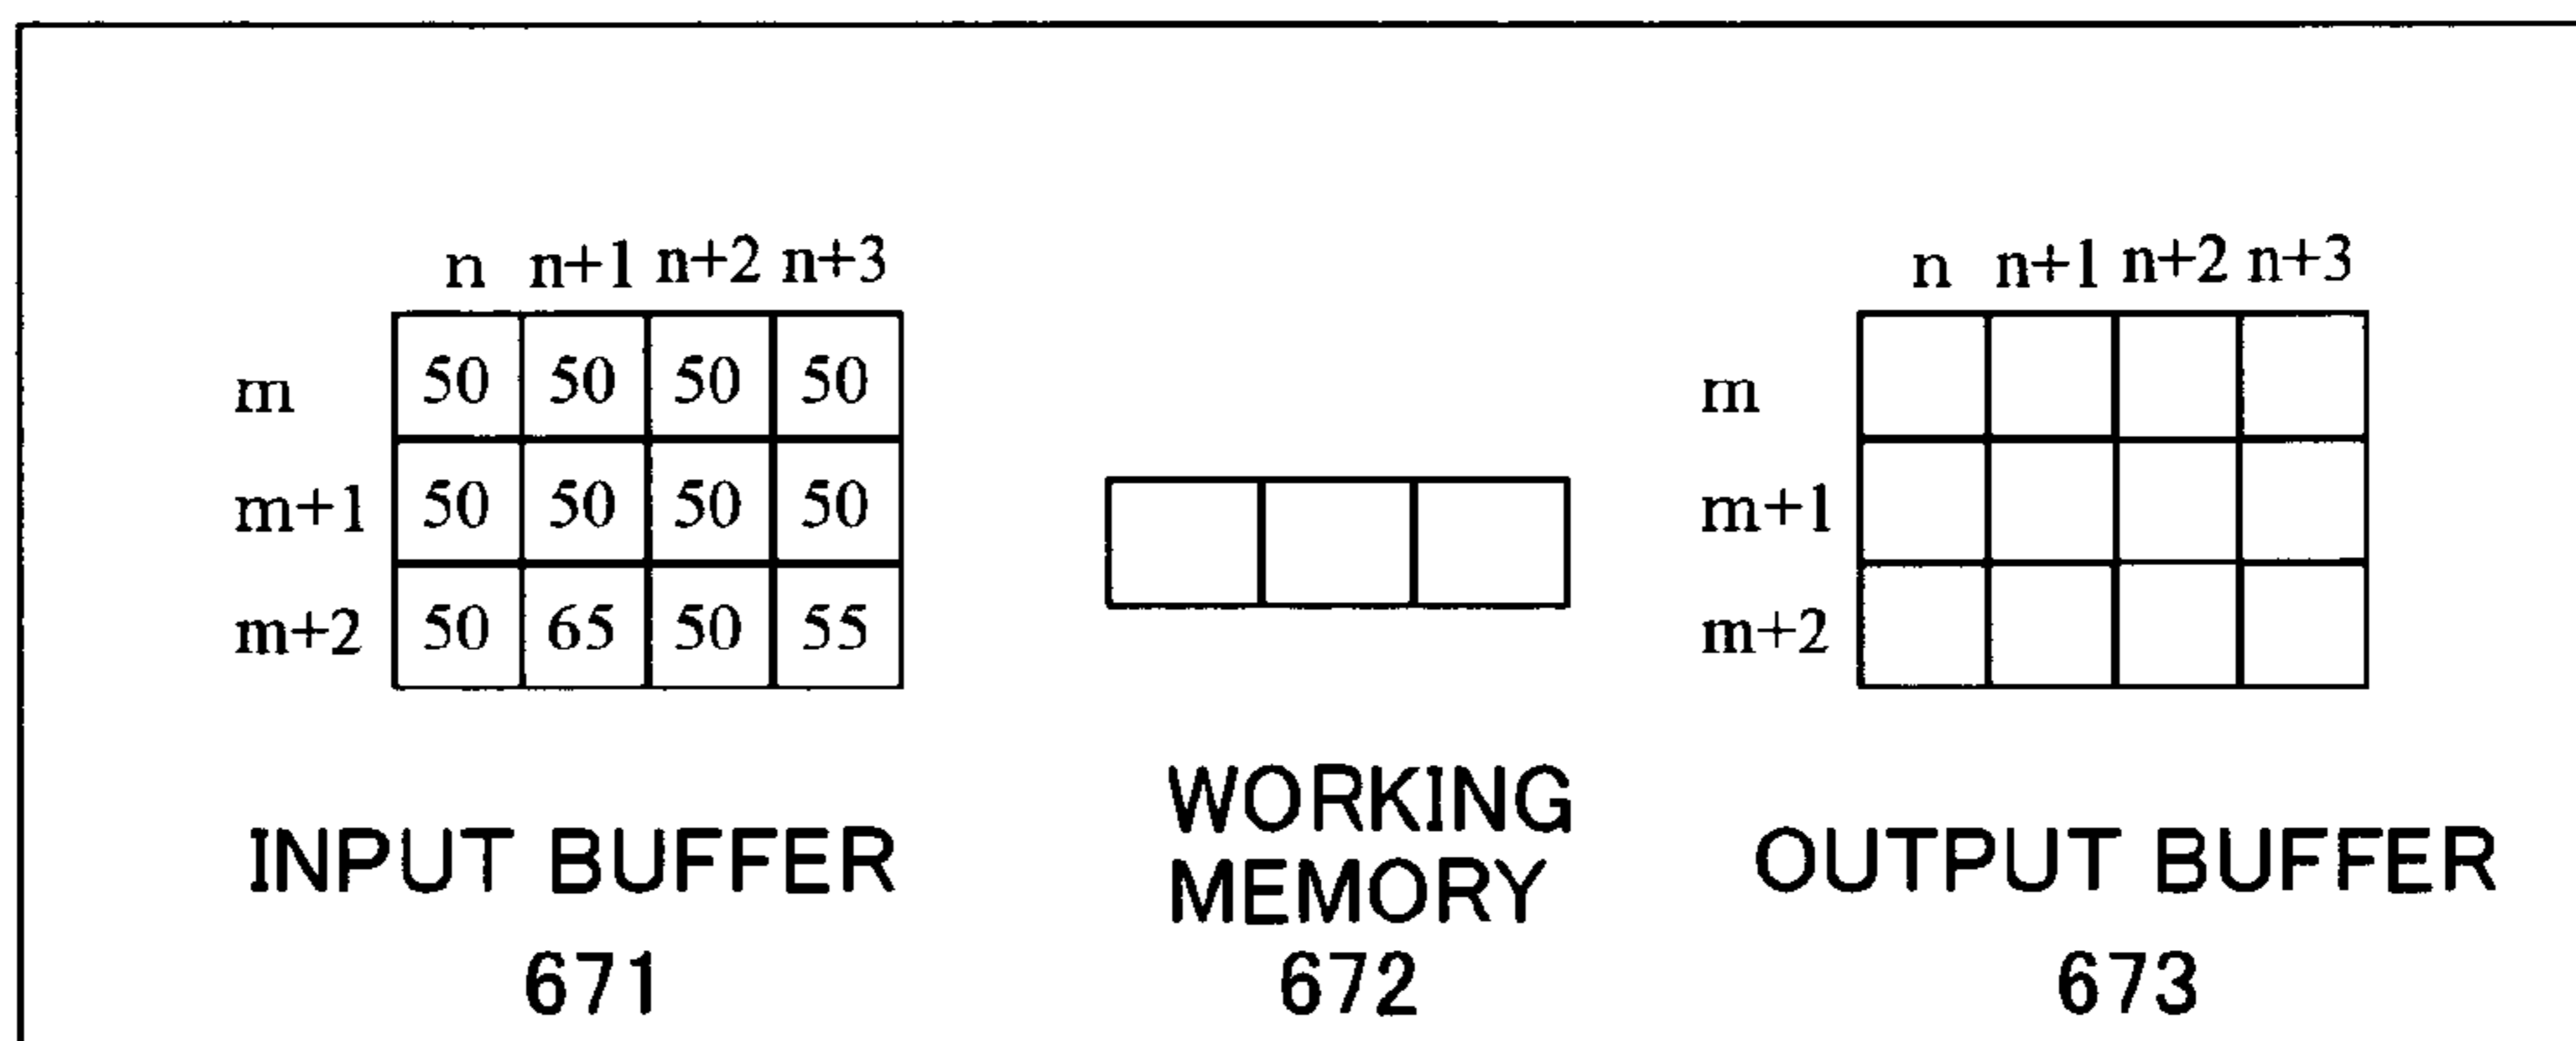 n n+1 n+2 n+3
m 50 50 50 50
m+1 50 50 50 50
m+2 50 65 50 55
INPUT BUFFER
671
WORKING
MEMORY
672
n n+1 n+2 n+3
m
m+1
m+2
OUTPUT BUFFER
673